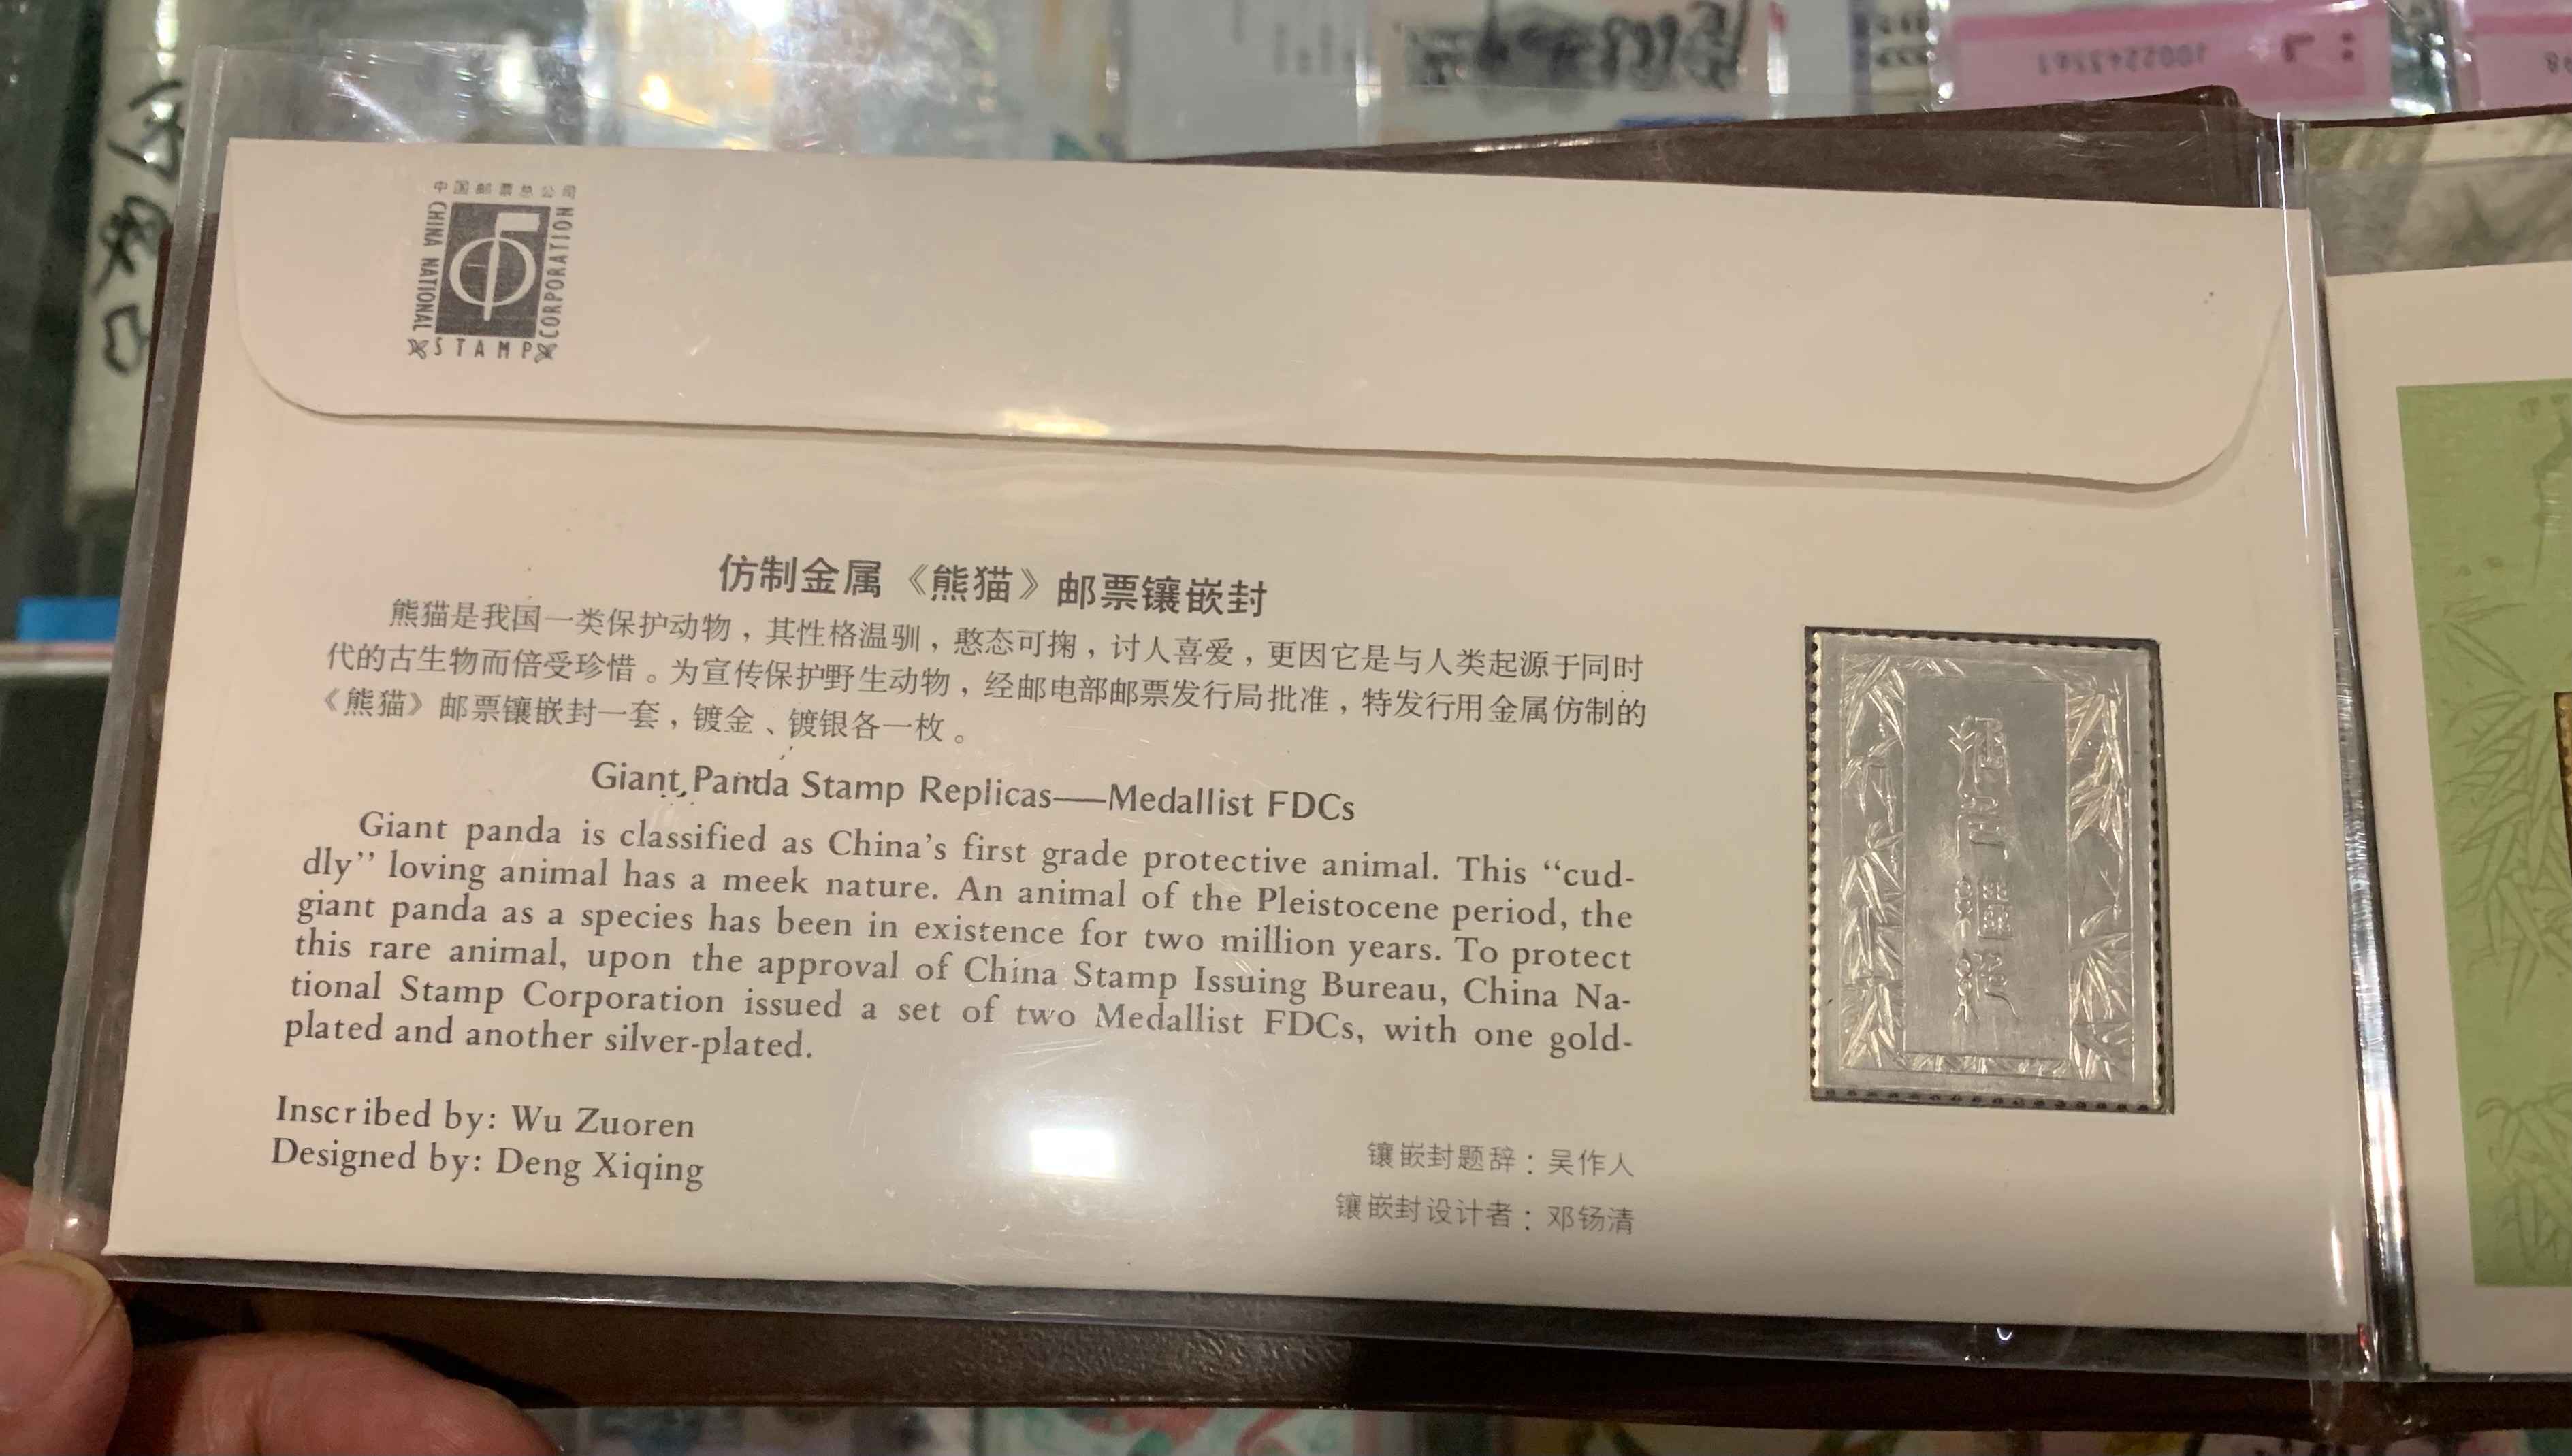 中国邮票总公司
CHINA NATIONAL
STAMP
CORPORATION
仿制金属《熊猫》邮票镶嵌封
熊猫是我国一类保护动物，其性格温驯，憨态可掬，讨人喜爱，更因它是与人类起源于同时
代的古生物而倍受珍惜。为宣传保护野生动物，经邮电部邮票发行局批准，特发行用金属仿制的
《熊猫》邮票镶嵌封一套，镀金、镀银各一枚。
Giant Panda Stamp Replicas——Medallist FDCs
Giant panda is classified as China’s first grade protective animal. This “cud-
dly” loving animal has a meek nature. An animal of the Pleistocene period, the
giant panda as a species has been in existence for two million years. To protect
this rare animal, upon the approval of China Stamp Issuing Bureau, China Na-
tional Stamp Corporation issued a set of two Medallist FDCs, with one gold-
plated and another silver-plated.
Inscribed by: Wu Zuoren
Designed by: Deng Xiqing
镶嵌封题辞：吴作人
镶嵌封设计者：邓钖清